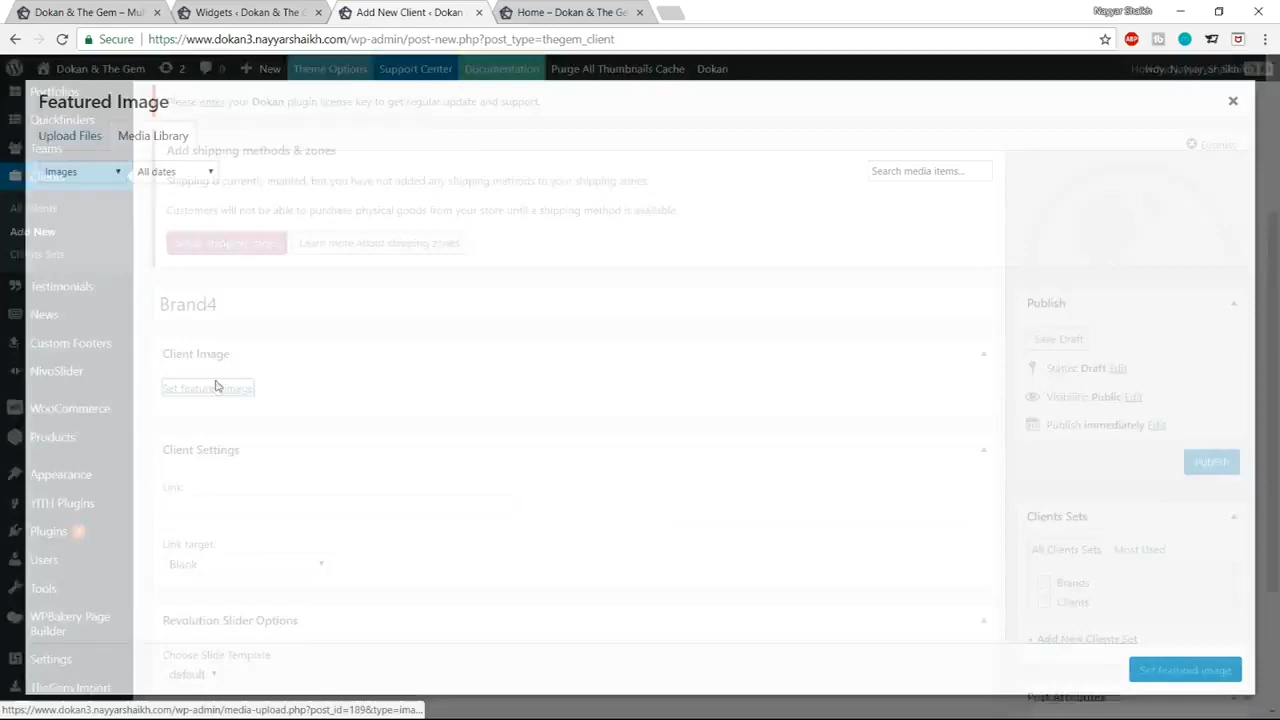 Dokan & The Gem – Mul
Widgets ‹ Dokan & The G
Add New Client ‹ Dokan
Home – Dokan & The Ge
Nayyar Shaikh
Secure
https://www.dokan3.nayyarshaikh.com/wp-admin/post-new.php?post_type=thegem_client
ABP
Dokan & The Gem
2
0
New
Theme Options
Support Center
Documentation
Purge All Thumbnails Cache
Dokan
Howdy, Nayyar Shaikh
Portfolios
Featured Image
Please enter your Dokan plugin license key to get regular update and support.
Quickfinders
Upload Files
Media Library
Teams
Add shipping methods & zones
Dismiss
Images
All dates
Search media items...
Clients
Shipping is currently enabled, but you have not added any shipping methods to your shipping zones.
All Clients
Customers will not be able to purchase physical goods from your store until a shipping method is available.
Add New
Setup shipping zones
Learn more about shipping zones
Clients Sets
Testimonials
News
Custom Footers
NivoSlider
WooCommerce
Products
Appearance
YITH Plugins
Plugins
Users
Tools
WPBakery Page
Builder
Settings
TheGem Import
Brand4
Client Image
Set featured image
Client Settings
Link:
Link target:
Blank
Revolution Slider Options
Choose Slide Template
default
Publish
Save Draft
Status: Draft Edit
Visibility: Public Edit
Publish immediately Edit
Publish
Clients Sets
All Clients Sets
Most Used
Brands
Clients
+ Add New Clients Set
Set featured image
Post Attributes
https://www.dokan3.nayyarshaikh.com/wp-admin/media-upload.php?post_id=189&type=ima...